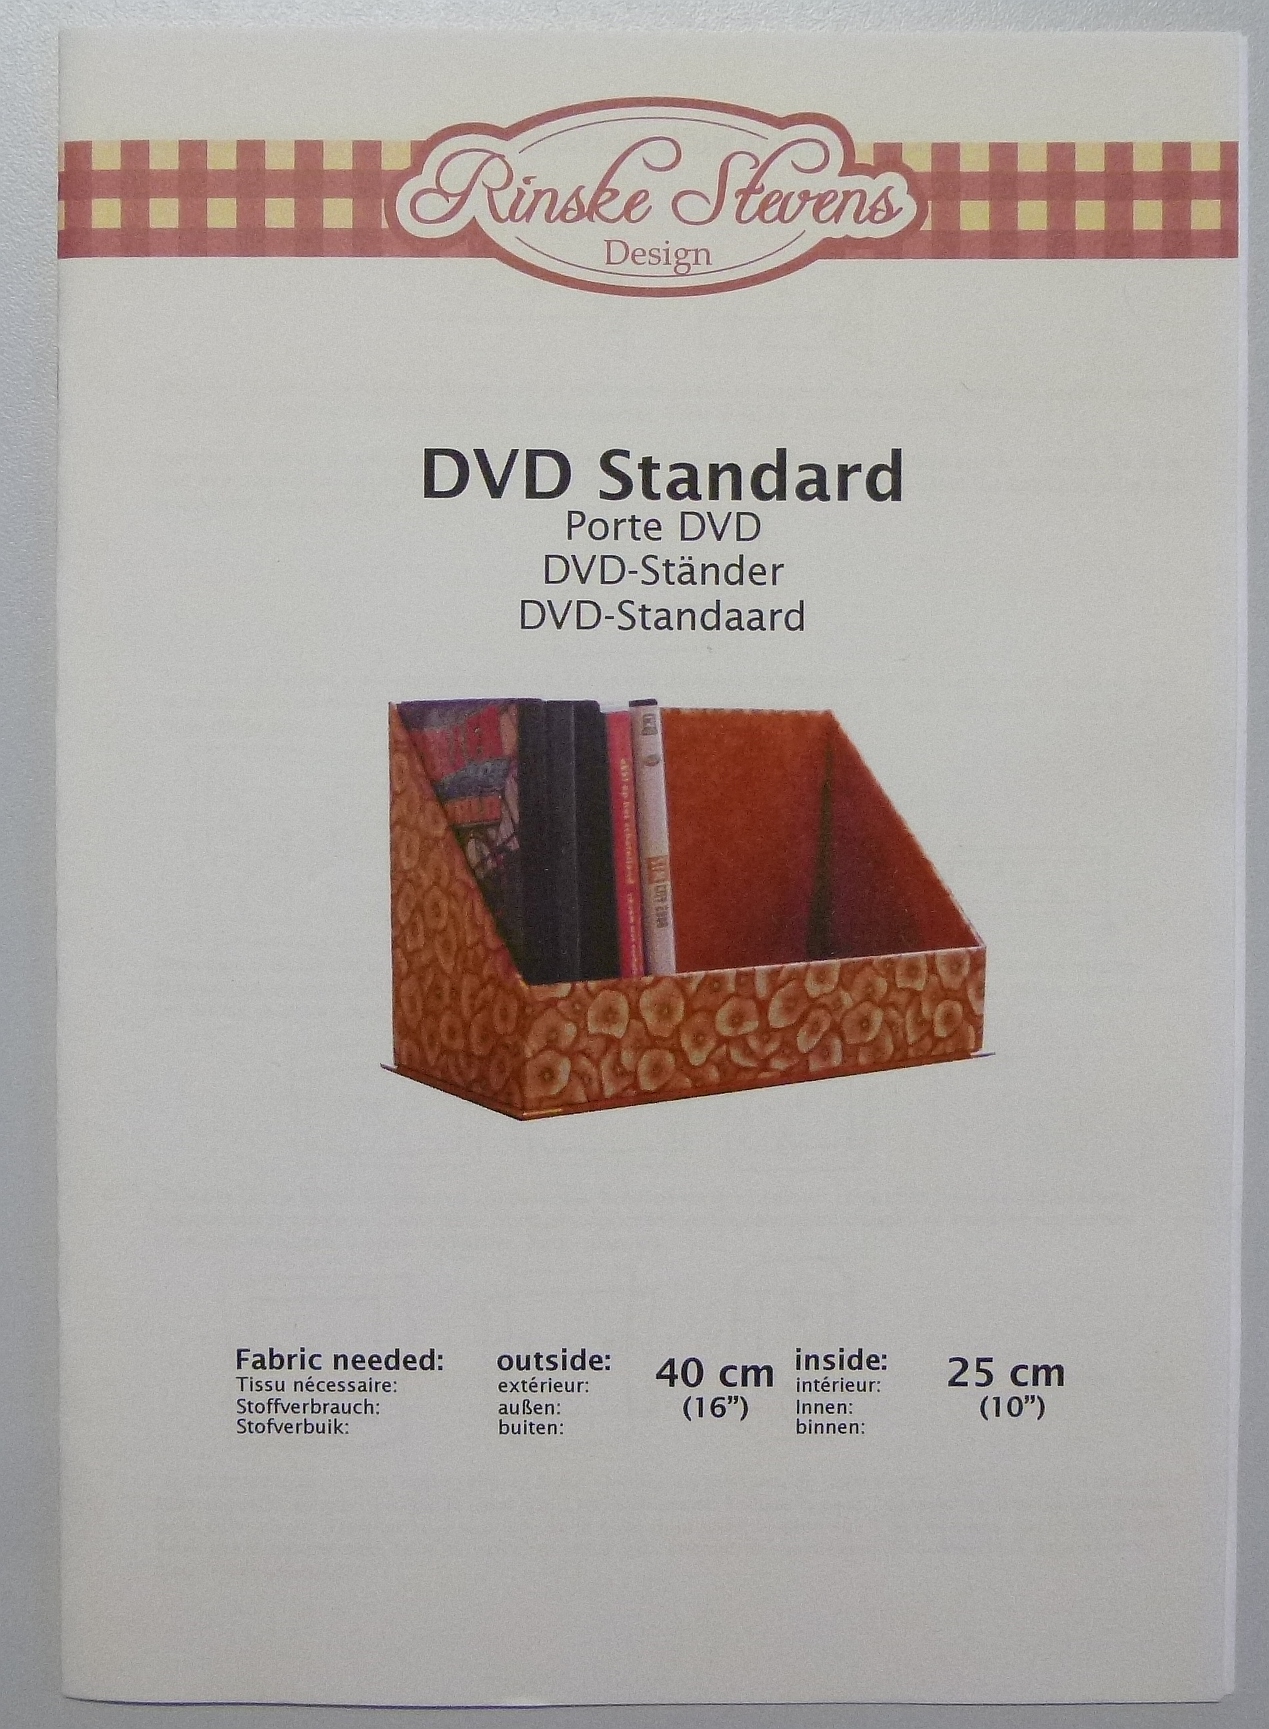 Rinske Stevens
Design
DVD Standard
Porte DVD
DVD-Ständer
DVD-Standaard
Fabric needed: outside: 40 cm inside: 25 cm
Tissu nécessaire: extérieur: intérieur:
Stoffverbrauch: außen: (16”) Innen: (10”)
Stofverbuik: buiten: binnen: